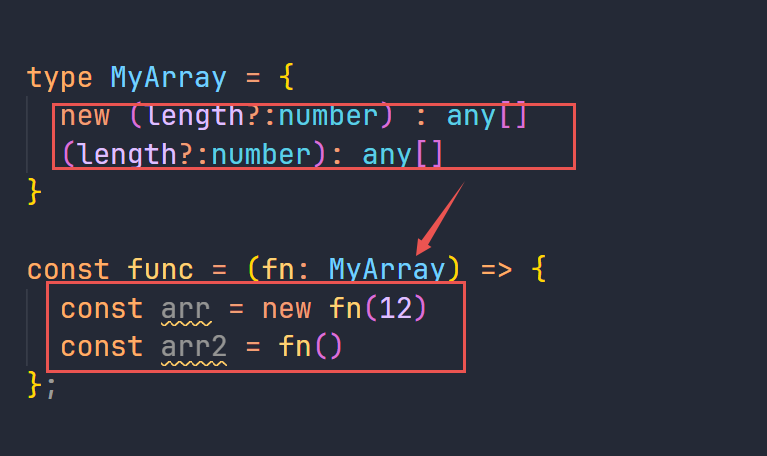 type MyArray = {
new (length?:number) : any[]
(length?:number): any[]
}
const func = (fn: MyArray) => {
const arr = new fn(12)
const arr2 = fn()
};